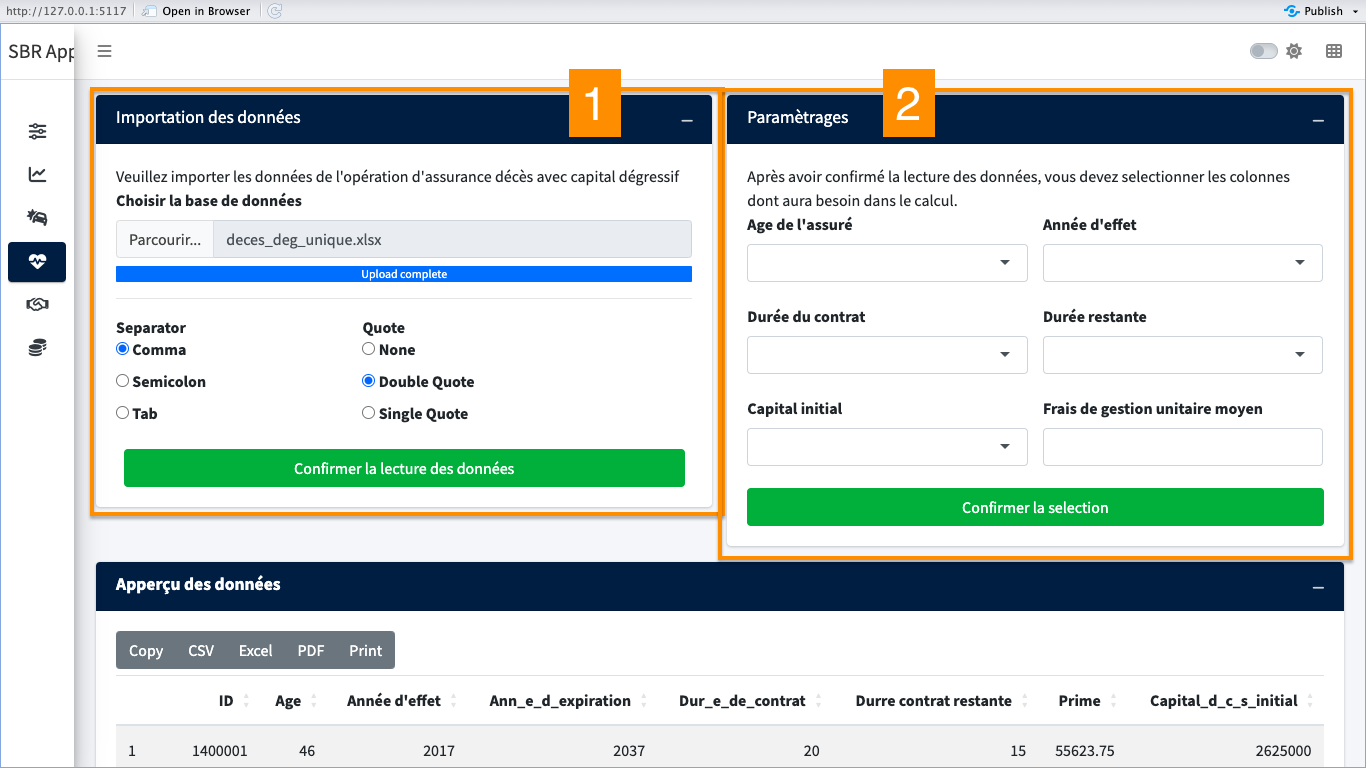 http://127.0.0.1:5117
Open in Browser
Publish
SBR App
Importation des données
1
Veuillez importer les données de l'opération d'assurance décès avec capital dégressif
Choisir la base de données
Parcourir...
deces_deg_unique.xlsx
Upload complete
Separator
Quote
Comma
None
Semicolon
Double Quote
Tab
Single Quote
Confirmer la lecture des données
Paramètrages
2
Après avoir confirmé la lecture des données, vous devez selectionner les colonnes
dont aura besoin dans le calcul.
Age de l'assuré
Année d'effet
Durée du contrat
Durée restante
Capital initial
Frais de gestion unitaire moyen
Confirmer la selection
Apperçu des données
Copy CSV Excel PDF Print
ID Age Année d'effet Ann_e_d_expiration Dur_e_de_contrat Durre contrat restante Prime Capital_d_c_s_initial
1 1400001 46 2017 2037 20 15 55623.75 2625000